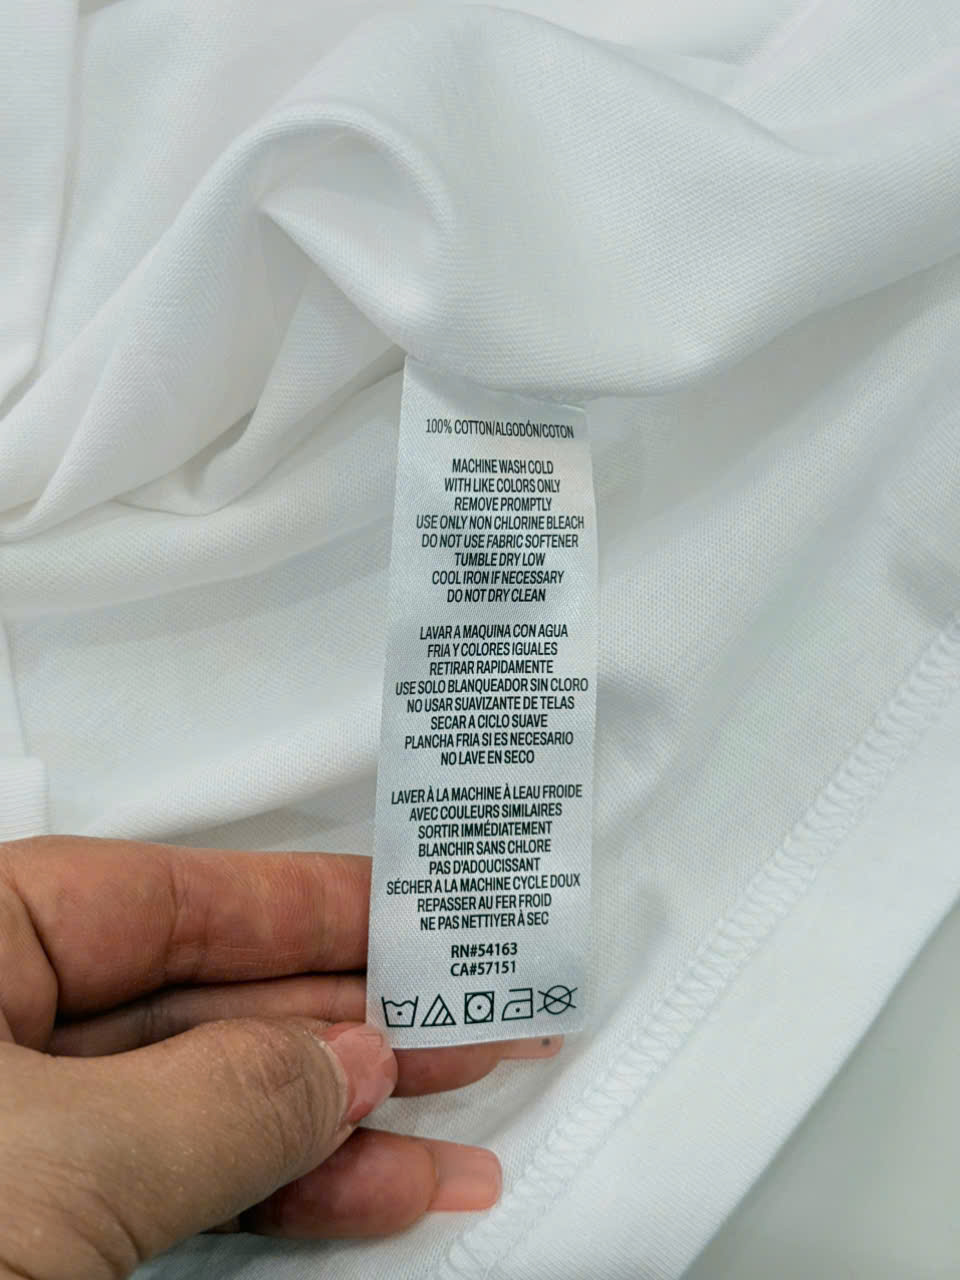 100% COTTON/ALGODÓN/COTON
MACHINE WASH COLD
WITH LIKE COLORS ONLY
REMOVE PROMPTLY
USE ONLY NON CHLORINE BLEACH
DO NOT USE FABRIC SOFTENER
TUMBLE DRY LOW
COOL IRON IF NECESSARY
DO NOT DRY CLEAN
LAVAR A MAQUINA CON AGUA
FRIA Y COLORES IGUALES
RETIRAR RAPIDAMENTE
USE SOLO BLANQUEADOR SIN CLORO
NO USAR SUAVIZANTE DE TELAS
SECAR A CICLO SUAVE
PLANCHA FRIA SI ES NECESARIO
NO LAVE EN SECO
LAVER À LA MACHINE À LEAU FROIDE
AVEC COULEURS SIMILAIRES
SORTIR IMMÉDIATEMENT
BLANCHIR SANS CHLORE
PAS D'ADOUCISSANT
SÉCHER A LA MACHINE CYCLE DOUX
REPASSER AU FER FROID
NE PAS NETTIYER À SEC
RN#54163
CA#57151